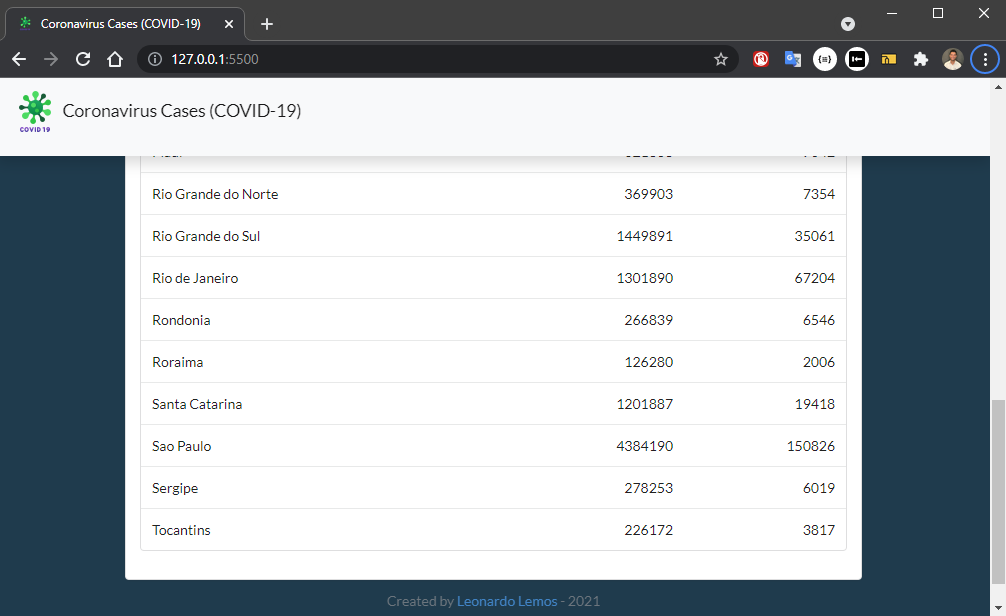 Coronavirus Cases (COVID-19)
127.0.0.1:5500
COVID 19
Coronavirus Cases (COVID-19)
Rio Grande do Norte 369903 7354
Rio Grande do Sul 1449891 35061
Rio de Janeiro 1301890 67204
Rondonia 266839 6546
Roraima 126280 2006
Santa Catarina 1201887 19418
Sao Paulo 4384190 150826
Sergipe 278253 6019
Tocantins 226172 3817
Created by Leonardo Lemos - 2021